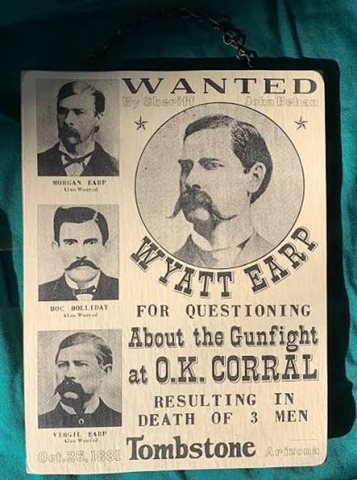 WANTED
By Sheriff John Behan
MORGAN EARP
Also Wanted
DOC HOLLIDAY
Also Wanted
VIRGIL EARP
Also Wanted
WYATT EARP
FOR QUESTIONING
About the Gunfight
at O.K. CORRAL
RESULTING IN
DEATH OF 3 MEN
Oct.26,1881 Tombstone Arizona